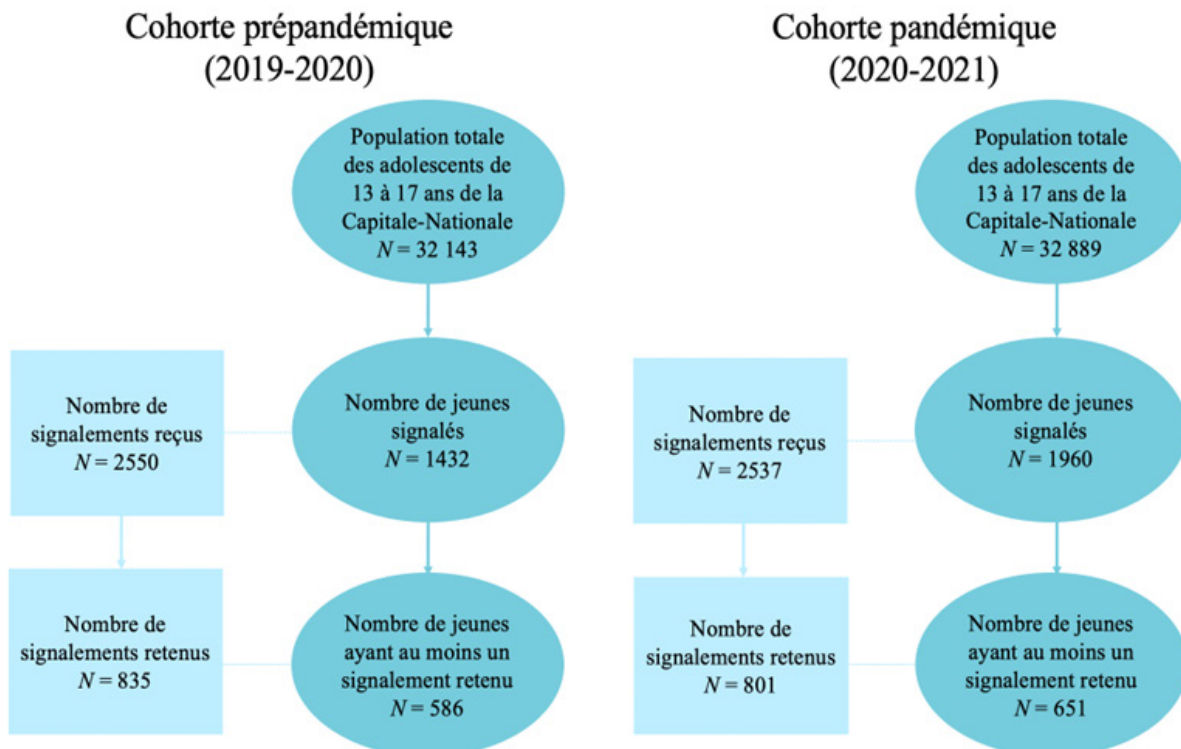 Cohorte prépandémique
(2019-2020)
Population totale
des adolescents de
13 à 17 ans de la
Capitale-Nationale
N = 32 143
Nombre de
signalements reçus
N = 2550
Nombre de jeunes
signalés
N = 1432
Nombre de
signalements retenus
N = 835
Nombre de jeunes
ayant au moins un
signalement retenu
N = 586
Cohorte pandémique
(2020-2021)
Population totale
des adolescents de
13 à 17 ans de la
Capitale-Nationale
N = 32 889
Nombre de
signalements reçus
N = 2537
Nombre de jeunes
signalés
N = 1960
Nombre de
signalements retenus
N = 801
Nombre de jeunes
ayant au moins un
signalement retenu
N = 651